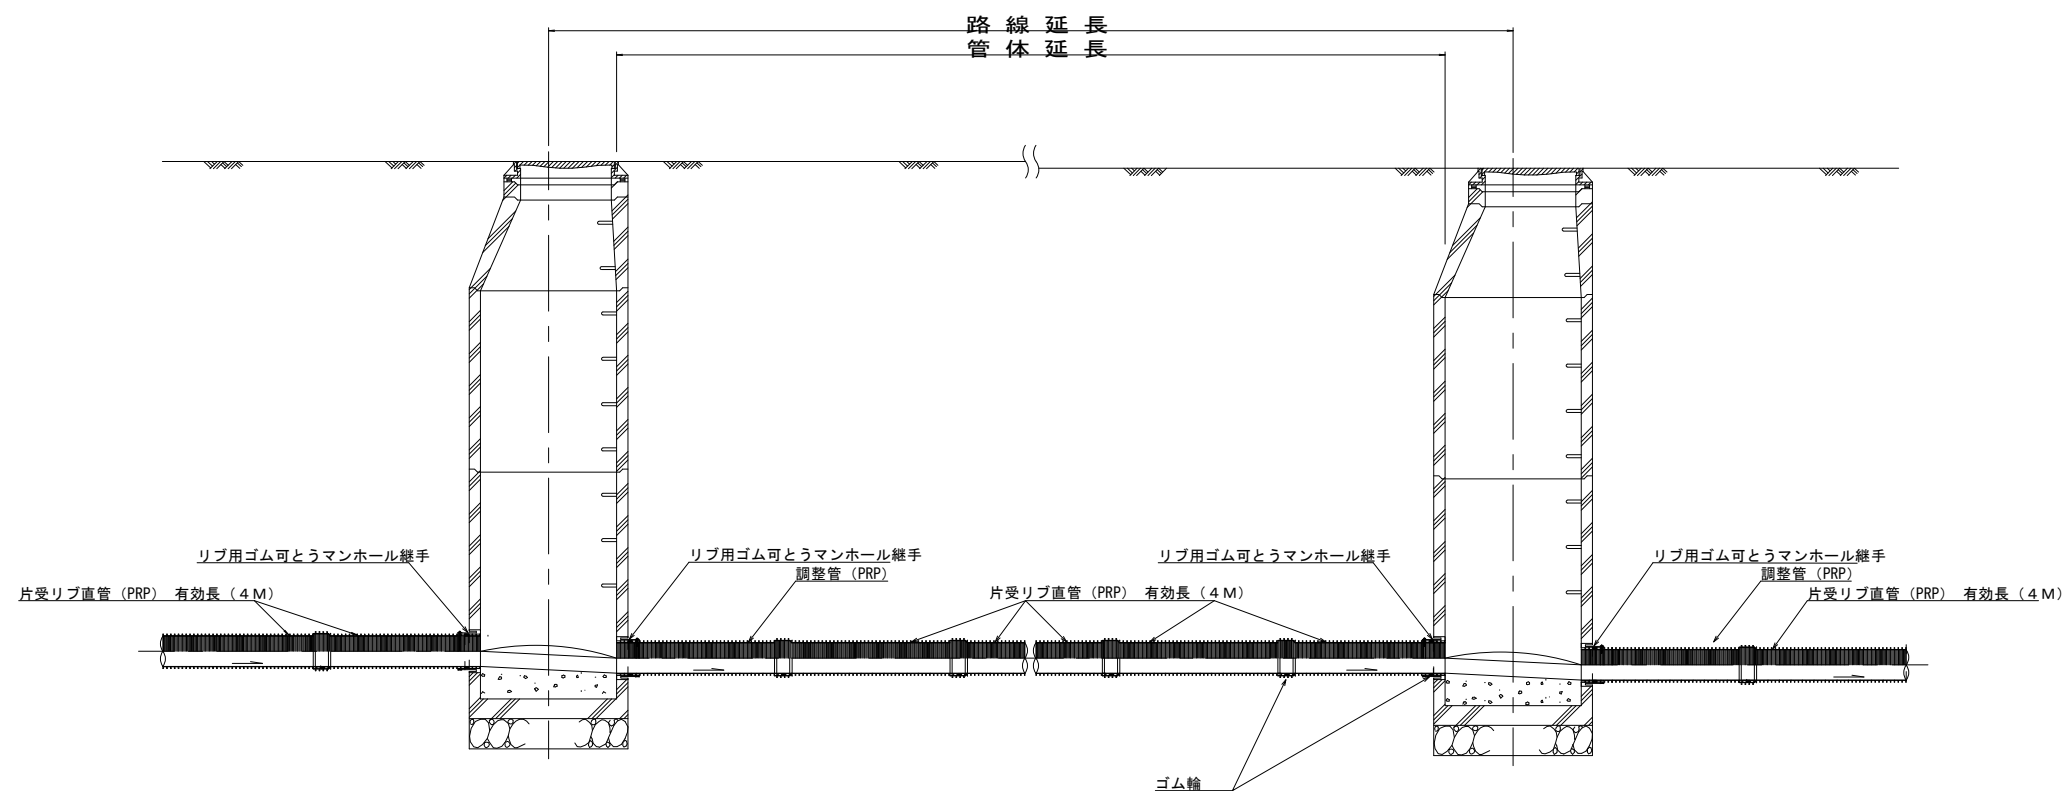 路線延長
管体延長
リブ用ゴム可とうマンホール継手
リブ用ゴム可とうマンホール継手
リブ用ゴム可とうマンホール継手
リブ用ゴム可とうマンホール継手
調整管(PRP)
調整管(PRP)
片受リブ直管(PRP) 有効長(4M)
片受リブ直管(PRP) 有効長(4M)
片受リブ直管(PRP) 有効長(4M)
ゴム輪